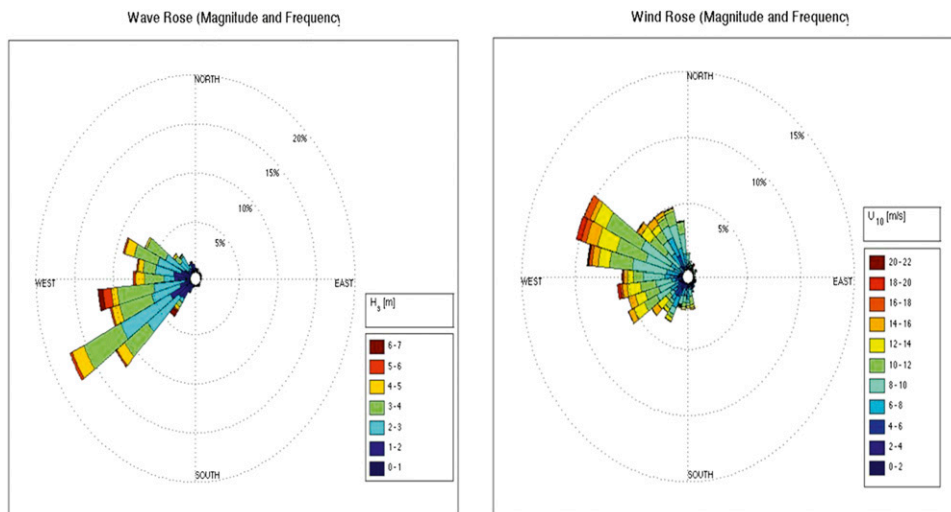 Wave Rose (Magnitude and Frequency
NORTH
20%
15%
10%
5%
WEST
EAST
SOUTH
H_s [m]
6-7
5-6
4-5
3-4
2-3
1-2
0-1
Wind Rose (Magnitude and Frequency
NORTH
15%
10%
5%
WEST
EAST
SOUTH
U_10 [m/s]
20-22
18-20
16-18
14-16
12-14
10-12
8-10
6-8
4-6
2-4
0-2